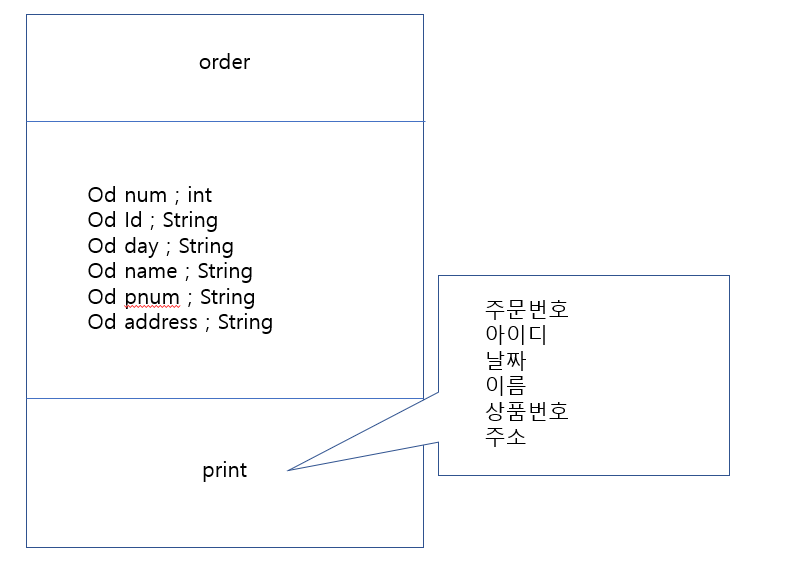 order
Od num ; int
Od Id ; String
Od day ; String
Od name ; String
Od pnum ; String
Od address ; String
주문번호
아이디
날짜
이름
상품번호
주소
print